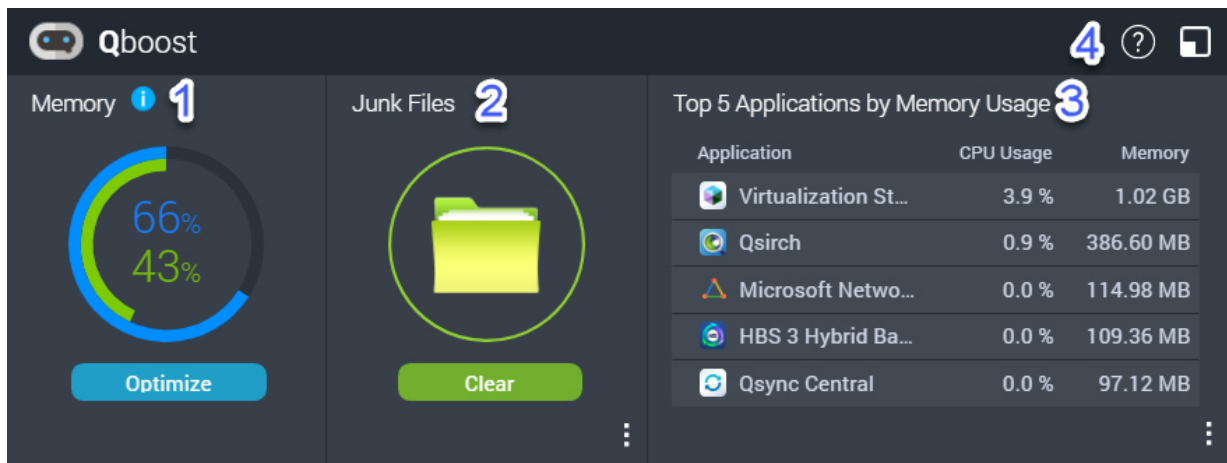 Qboost
4 ?
Memory i 1
Junk Files 2
Top 5 Applications by Memory Usage 3
66%
43%
Optimize
Clear
Application CPU Usage Memory
Virtualization St... 3.9 % 1.02 GB
Qsirch 0.9 % 386.60 MB
Microsoft Netwo... 0.0 % 114.98 MB
HBS 3 Hybrid Ba... 0.0 % 109.36 MB
Qsync Central 0.0 % 97.12 MB